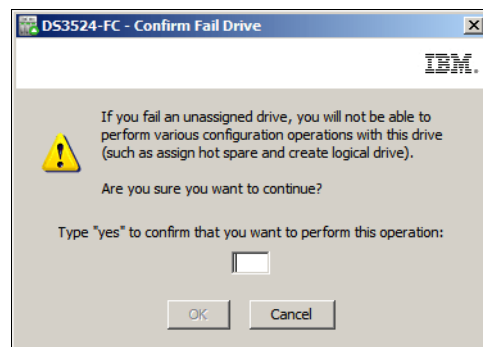 DS3524-FC - Confirm Fail Drive
IBM.
If you fail an unassigned drive, you will not be able to
perform various configuration operations with this drive
(such as assign hot spare and create logical drive).
Are you sure you want to continue?
Type "yes" to confirm that you want to perform this operation:
OK
Cancel